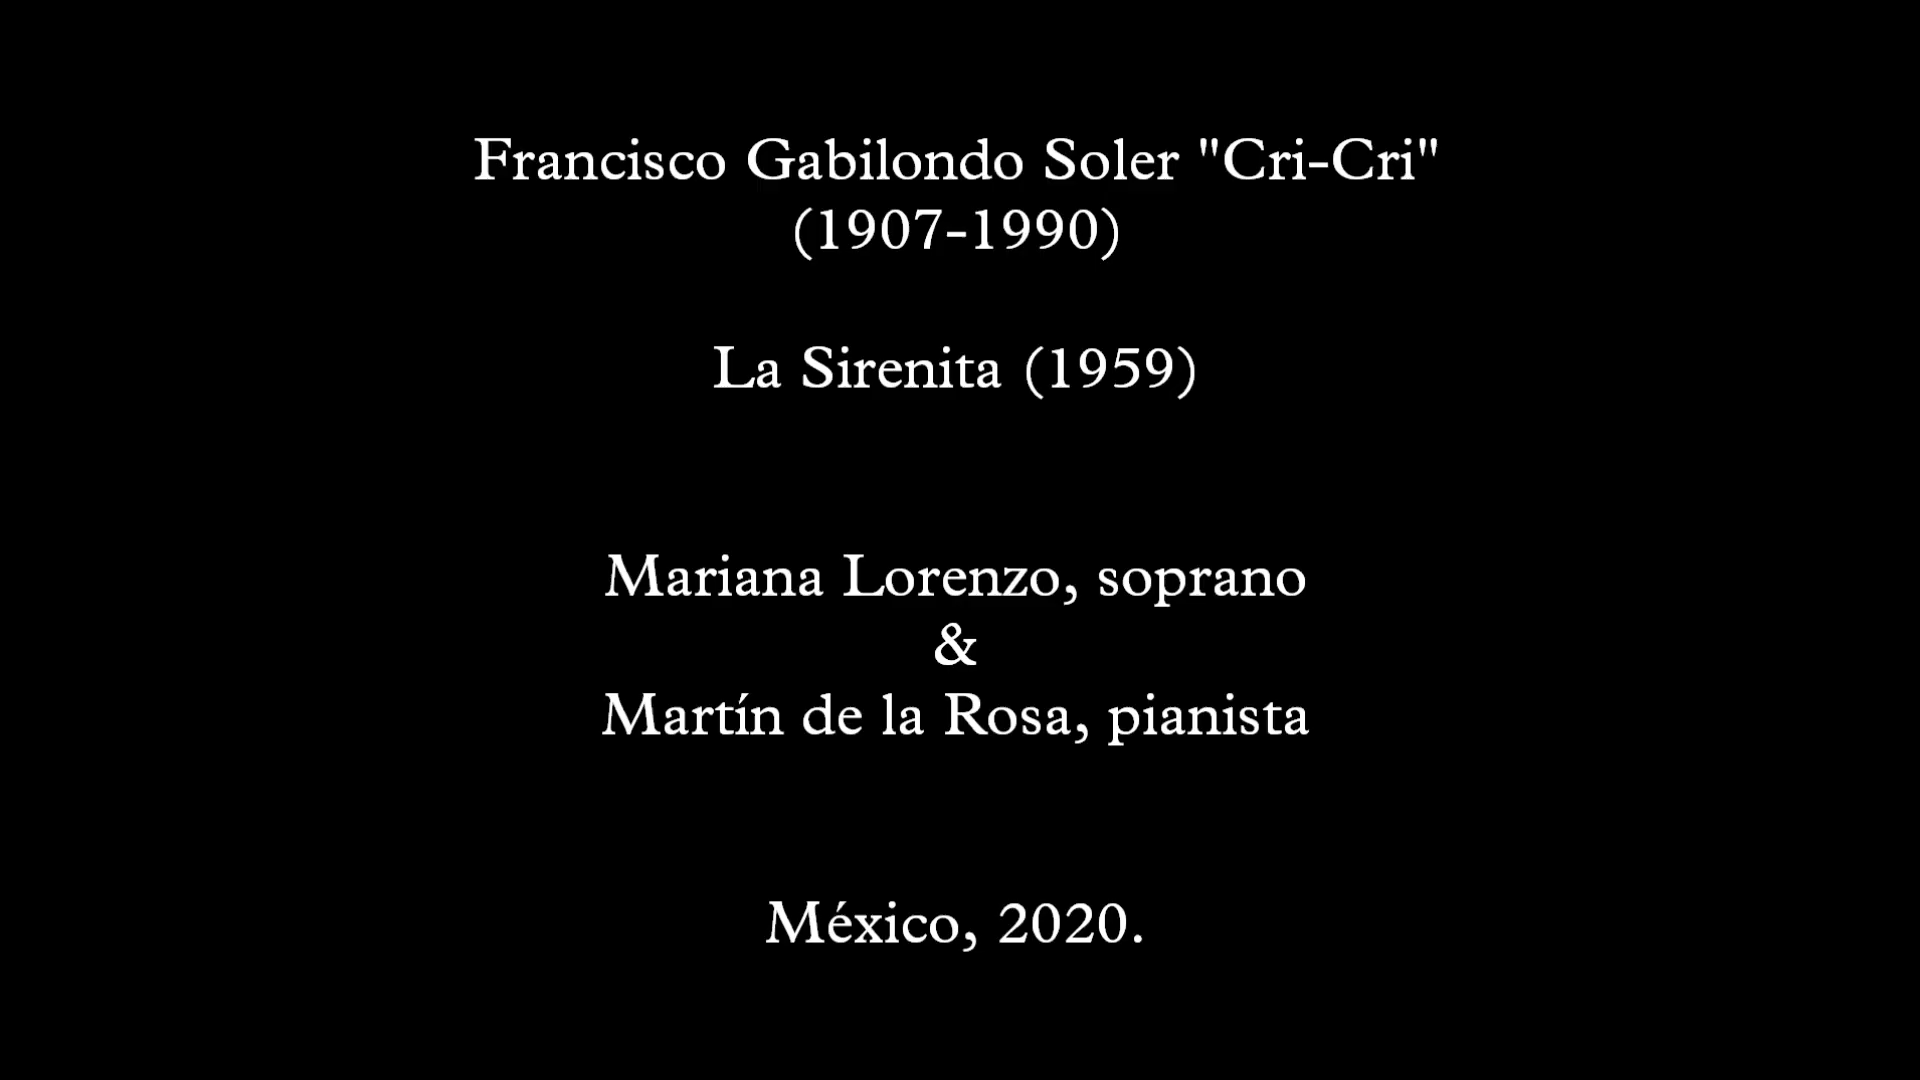 Francisco Gabilondo Soler "Cri-Cri"
(1907-1990)
La Sirenita (1959)
Mariana Lorenzo, soprano
&
Martín de la Rosa, pianista
México, 2020.